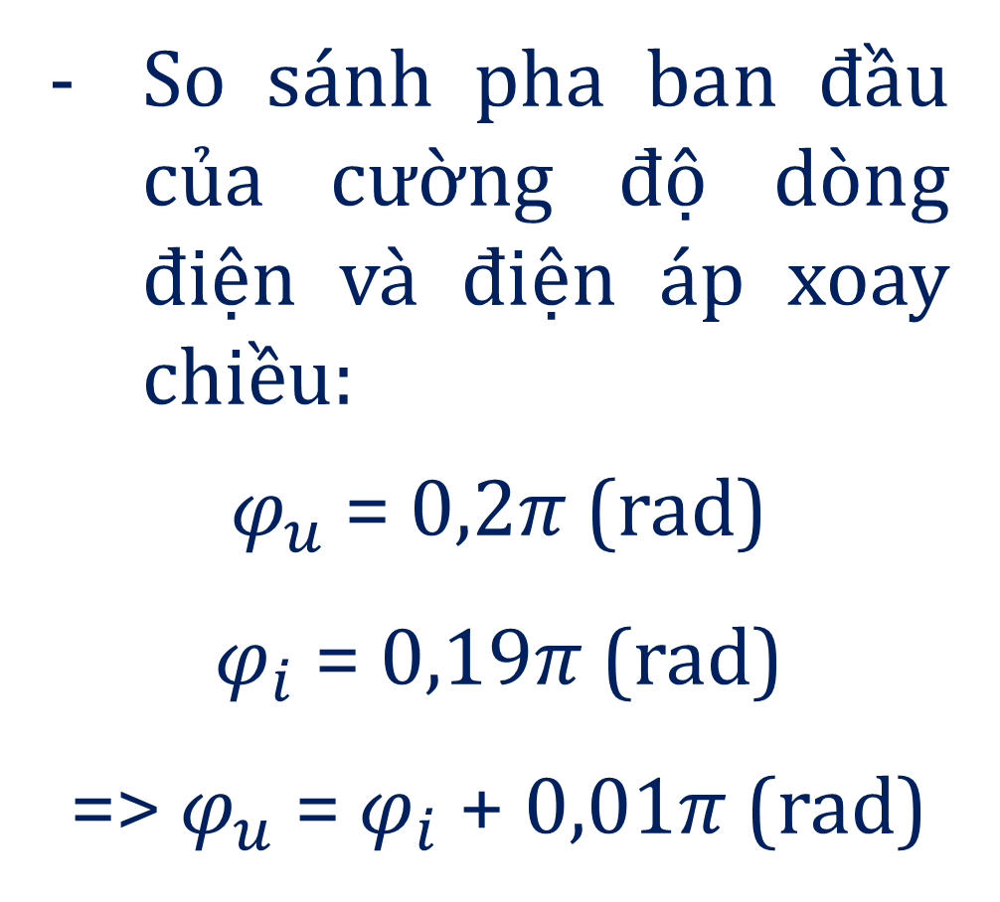 - So sánh pha ban đầu
của cường độ dòng
điện và điện áp xoay
chiều:
𝜑ᵤ = 0,2𝜋 (rad)
𝜑ᵢ = 0,19𝜋 (rad)
=> 𝜑ᵤ = 𝜑ᵢ + 0,01𝜋 (rad)